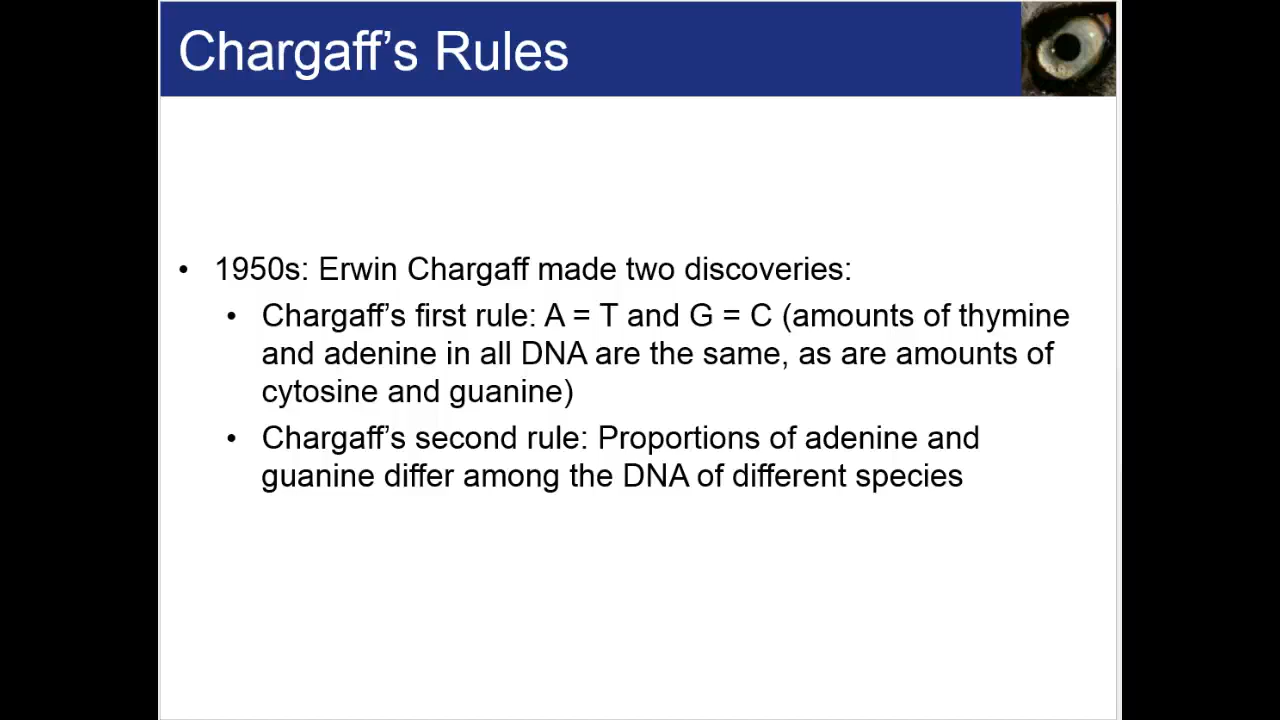 Chargaff’s Rules
• 1950s: Erwin Chargaff made two discoveries:
• Chargaff’s first rule: A = T and G = C (amounts of thymine
and adenine in all DNA are the same, as are amounts of
cytosine and guanine)
• Chargaff’s second rule: Proportions of adenine and
guanine differ among the DNA of different species